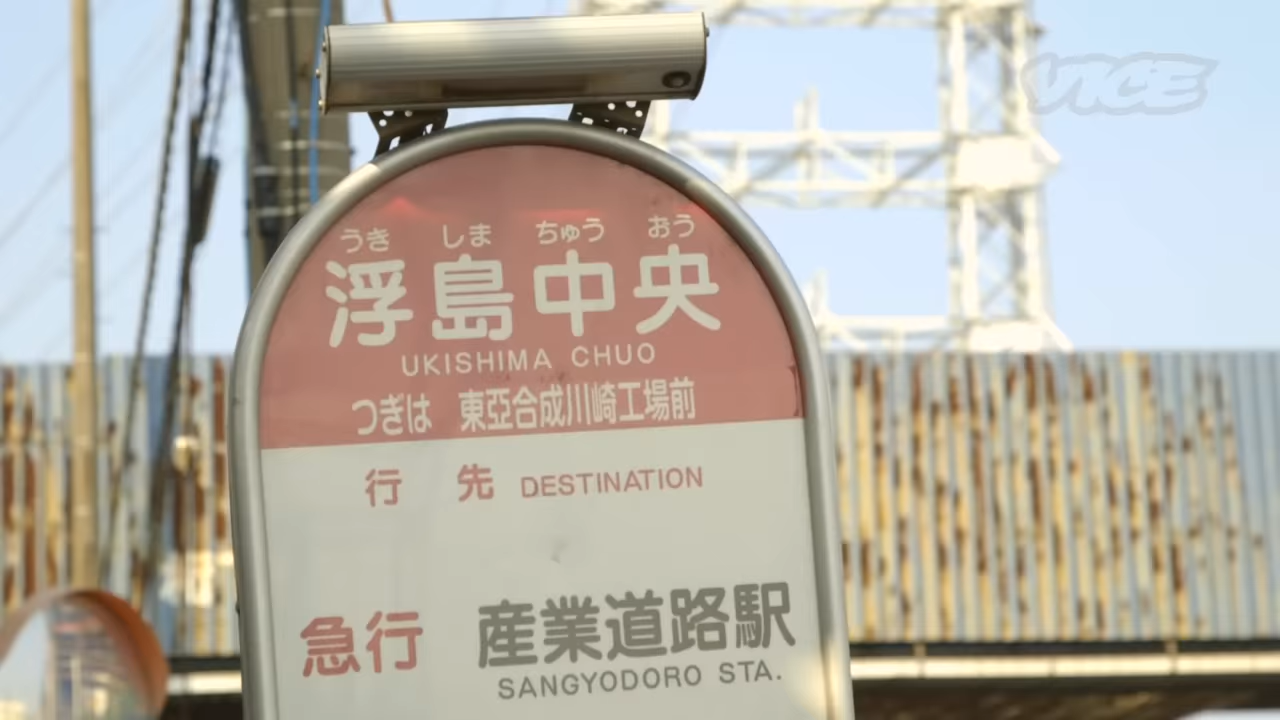 VICE
うき しま ちゅう おう
浮島中央
UKISHIMA CHUO
つぎは 東亞合成川崎工場前
行先 DESTINATION
急行 産業道路駅
SANGYODORO STA.